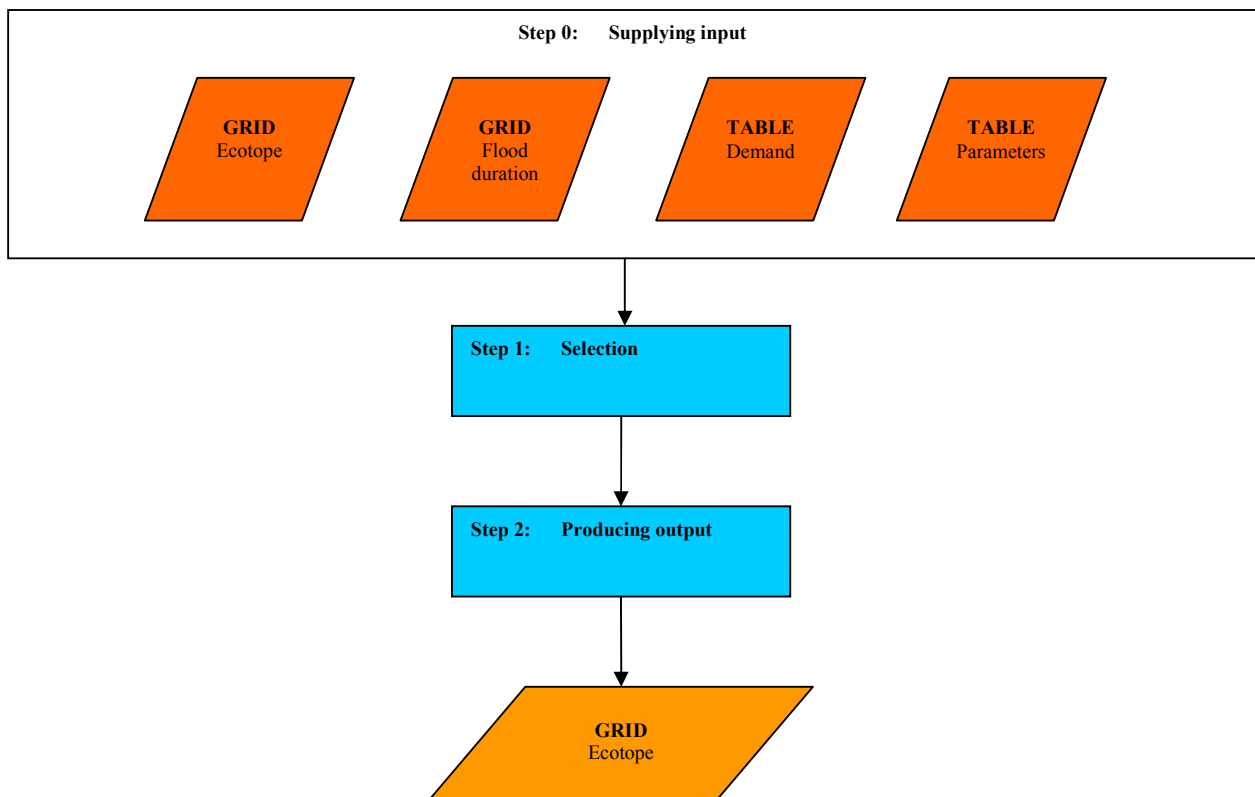 Step 0: Supplying input
GRID
Ecotope
GRID
Flood
duration
TABLE
Demand
TABLE
Parameters
Step 1: Selection
Step 2: Producing output
GRID
Ecotope